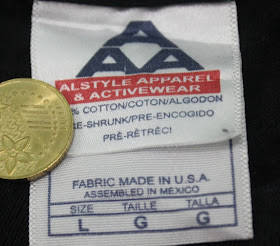 AAA
ALSTYLE APPAREL
& ACTIVEWEAR
% COTTON/COTON/ALGODON
E-SHRUNK/PRE-ENCOGIDO
PRÉ-RÉTRÉCI
FABRIC MADE IN U.S.A.
ASSEMBLED IN MEXICO
SIZE TAILLE TALLA
L G G